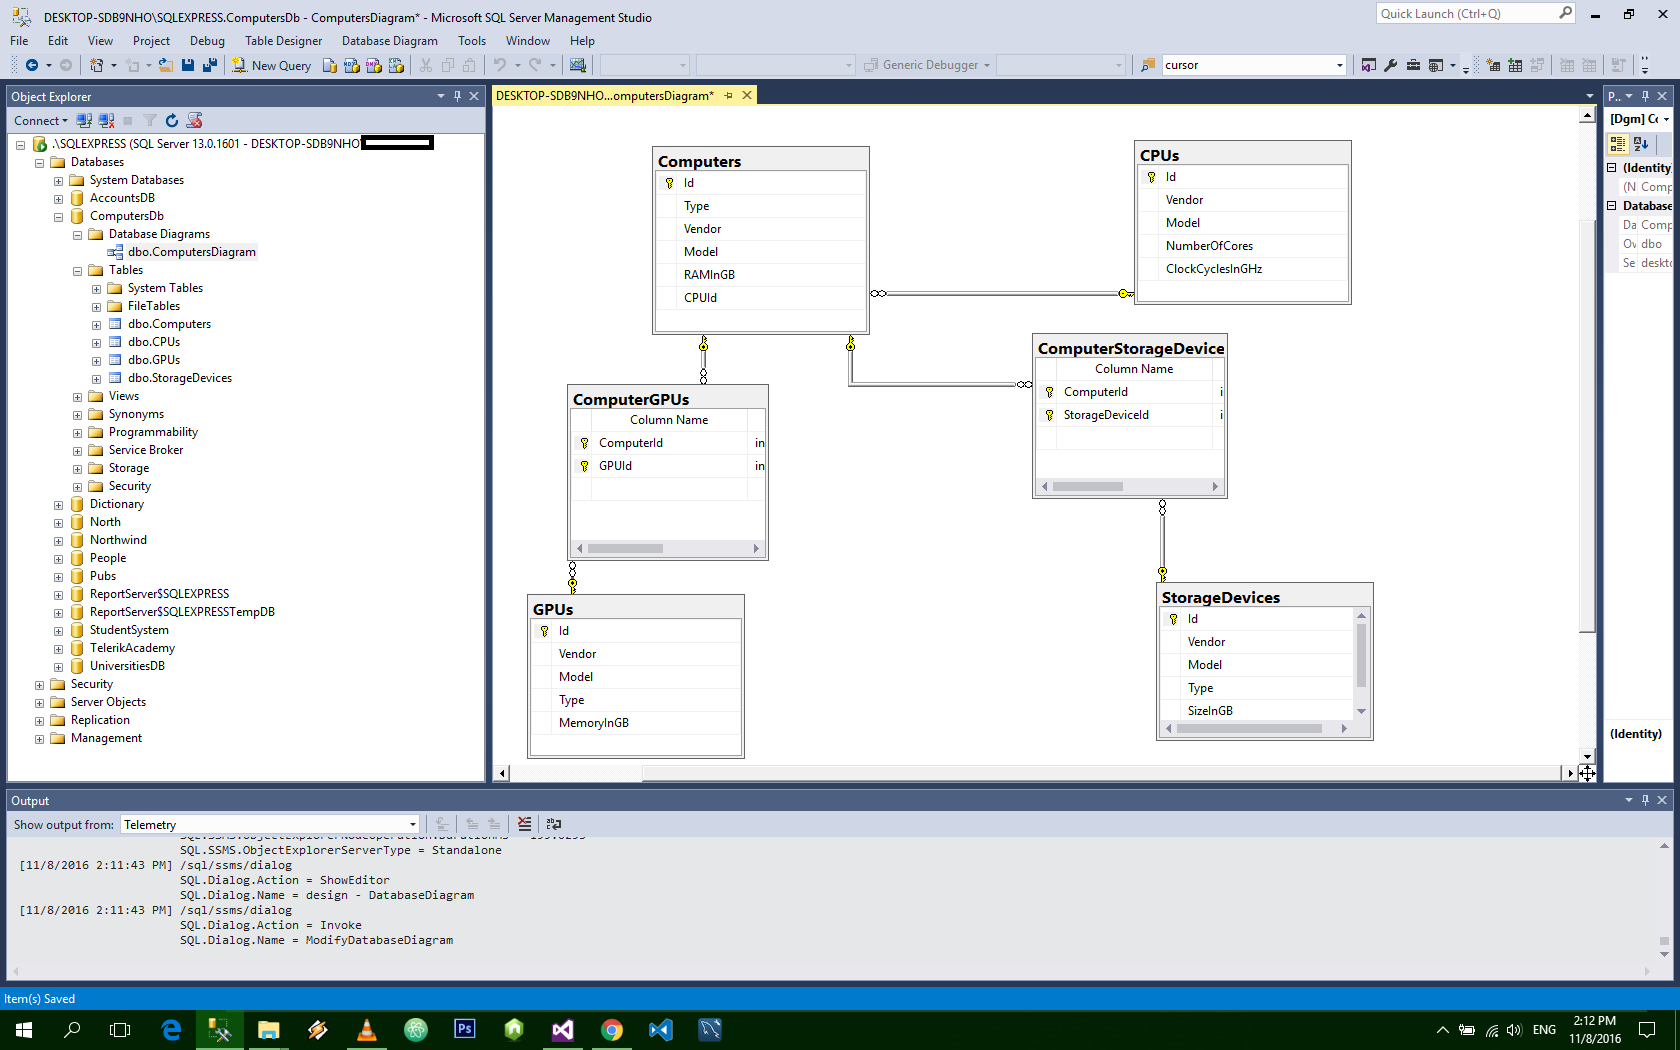 DESKTOP-SDB9NHO\SQLEXPRESS.ComputersDb - ComputersDiagram* - Microsoft SQL Server Management Studio
Quick Launch (Ctrl+Q)
File Edit View Project Debug Table Designer Database Diagram Tools Window Help
New Query
Generic Debugger
cursor
Object Explorer
Connect
.\SQLEXPRESS (SQL Server 13.0.1601 - DESKTOP-SDB9NHO\
Databases
System Databases
AccountsDB
ComputersDb
Database Diagrams
dbo.ComputersDiagram
Tables
System Tables
FileTables
dbo.Computers
dbo.CPUs
dbo.GPUs
dbo.StorageDevices
Views
Synonyms
Programmability
Service Broker
Storage
Security
Dictionary
North
Northwind
People
Pubs
ReportServer$SQLEXPRESS
ReportServer$SQLEXPRESSTempDB
StudentSystem
TelerikAcademy
UniversitiesDB
Security
Server Objects
Replication
Management
DESKTOP-SDB9NHO...omputersDiagram*
Computers
Id
Type
Vendor
Model
RAMInGB
CPUId
CPUs
Id
Vendor
Model
NumberOfCores
ClockCyclesInGHz
ComputerStorageDevice
Column Name
ComputerId i
StorageDeviceId i
ComputerGPUs
Column Name
ComputerId in
GPUId in
GPUs
Id
Vendor
Model
Type
MemoryInGB
StorageDevices
Id
Vendor
Model
Type
SizeInGB
P..
[Dgm] Co
(Identity
(N Comp
Database
Da Comp
Ov dbo
Se deskto
(Identity)
Output
Show output from: Telemetry
SQL.SSMS.ObjectExplorerServerType = Standalone
[11/8/2016 2:11:43 PM] /sql/ssms/dialog
SQL.Dialog.Action = ShowEditor
SQL.Dialog.Name = design - DatabaseDiagram
[11/8/2016 2:11:43 PM] /sql/ssms/dialog
SQL.Dialog.Action = Invoke
SQL.Dialog.Name = ModifyDatabaseDiagram
Item(s) Saved
Ps
ENG
2:12 PM
11/8/2016